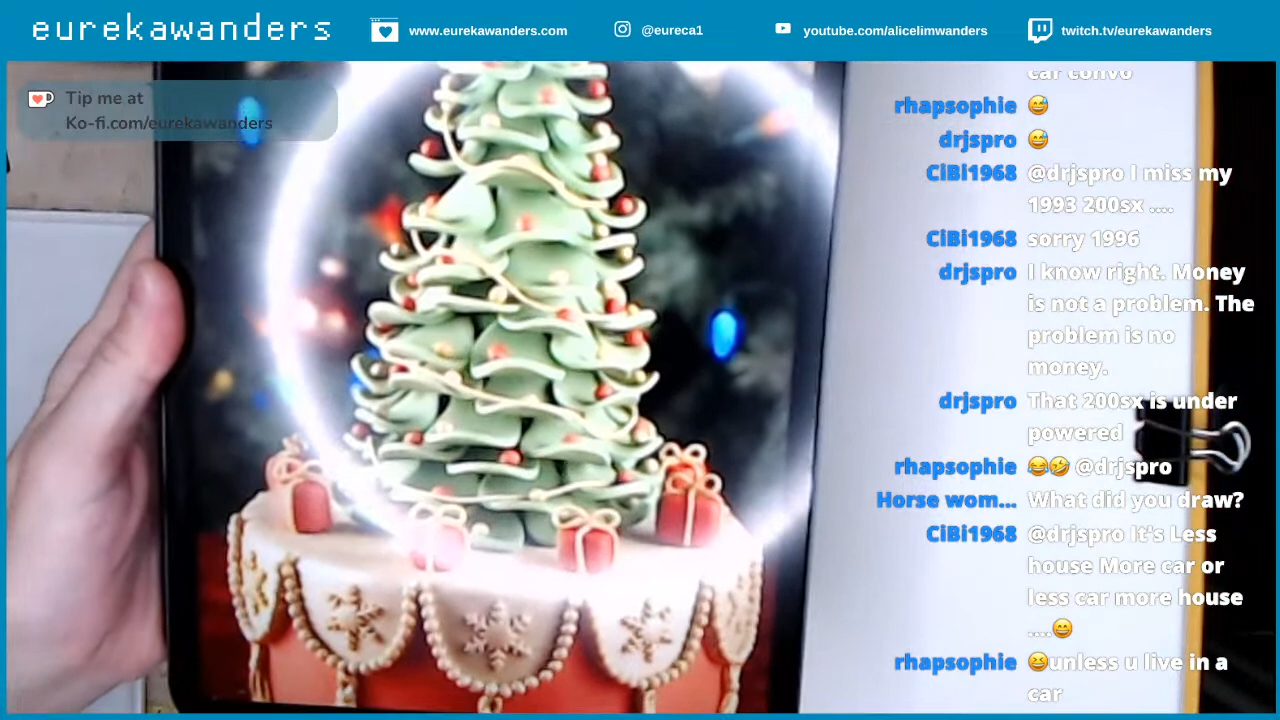 eurekawanders
www.eurekawanders.com
@eureca1
youtube.com/alicelimwanders
twitch.tv/eurekawanders
Tip me at
Ko-fi.com/eurekawanders
car convo
rhapsophie 😅
drjspro 😅
CiBi1968 @drjspro I miss my
1993 200sx ....
CiBi1968 sorry 1996
drjspro I know right. Money
is not a problem. The
problem is no
money.
drjspro That 200sx is under
powered
rhapsophie 😂🤣 @drjspro
Horse wom... What did you draw?
CiBi1968 @drjspro It's Less
house More car or
less car more house
....😄
rhapsophie 😆unless u live in a
car